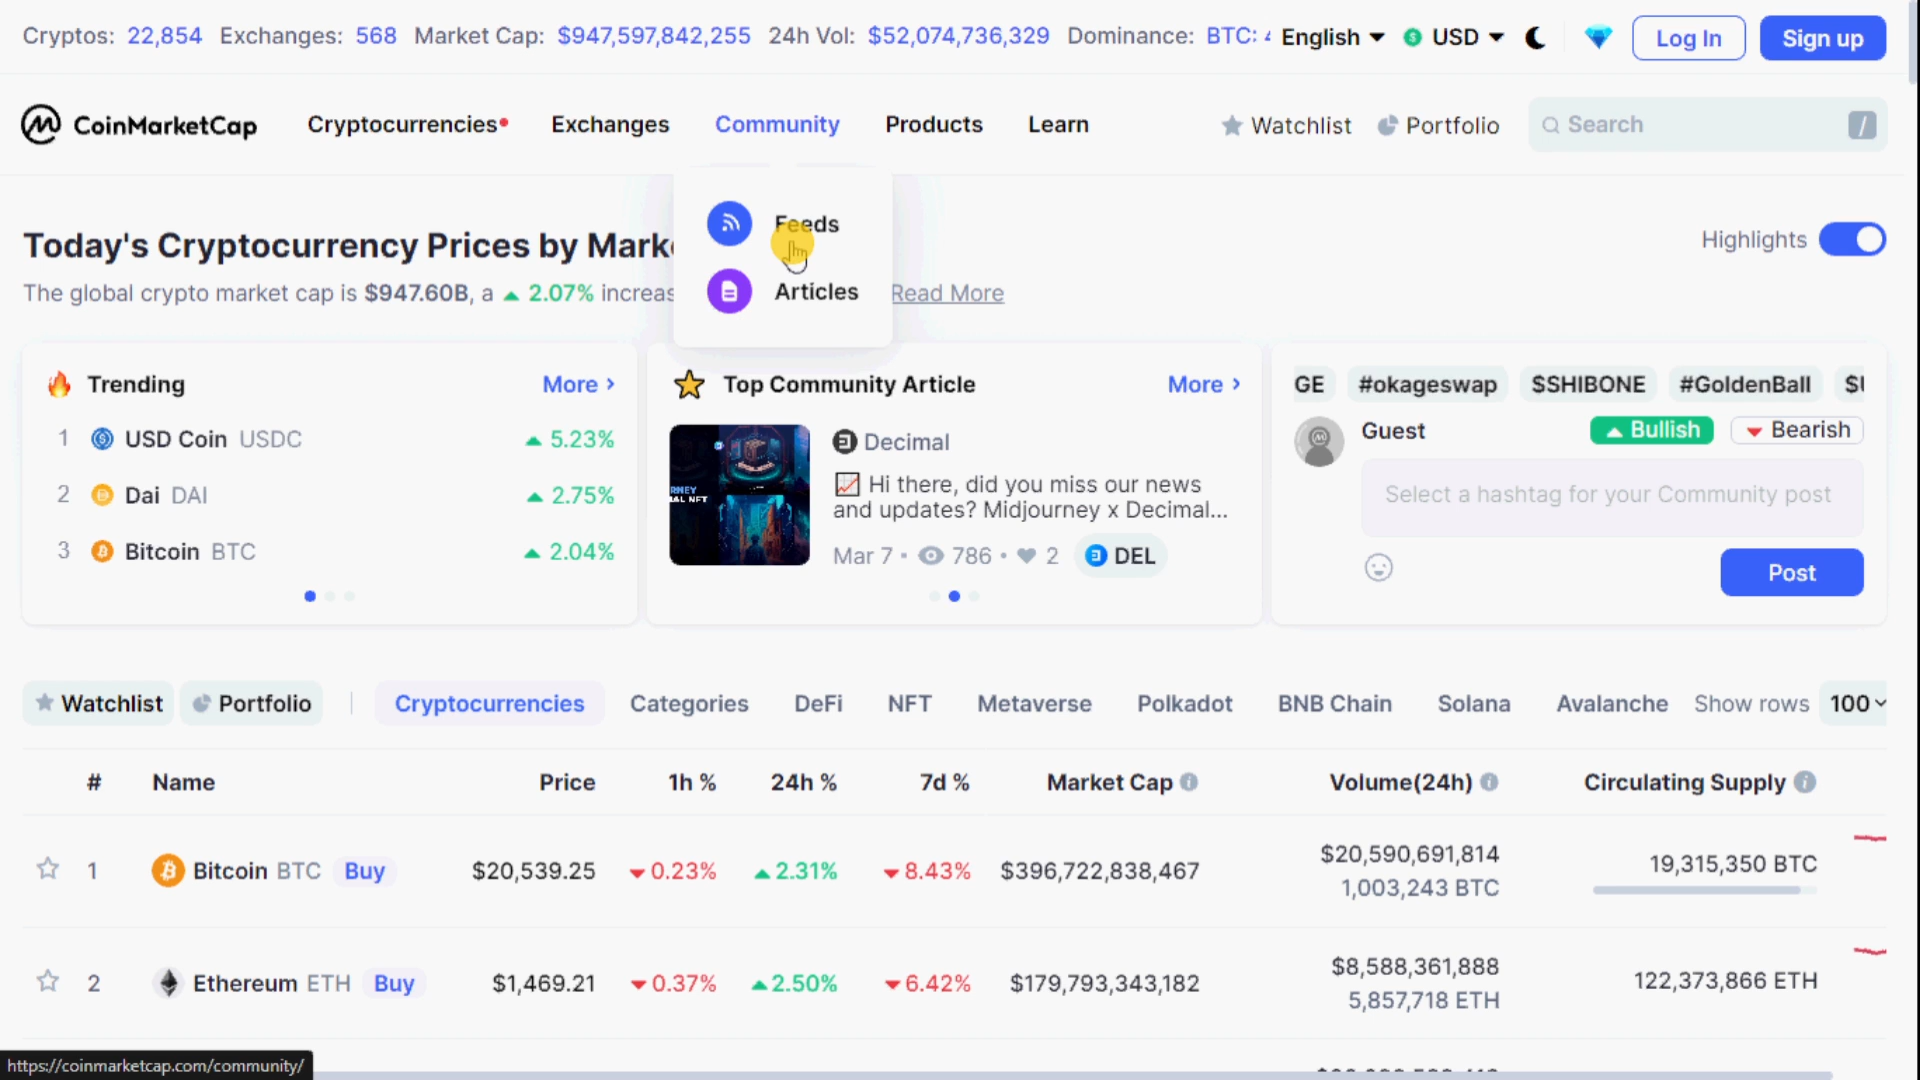 Cryptos: 22,854 Exchanges: 568 Market Cap: $947,597,842,255 24h Vol: $52,074,736,329 Dominance: BTC: English USD Log In Sign up
CoinMarketCap Cryptocurrencies Exchanges Community Products Learn Watchlist Portfolio Search /
Feeds
Articles
Today's Cryptocurrency Prices by Marke
Highlights
The global crypto market cap is $947.60B, a 2.07% increas Read More
Trending More
1 USD Coin USDC 5.23%
2 Dai DAI 2.75%
3 Bitcoin BTC 2.04%
Top Community Article More
Decimal
Hi there, did you miss our news
and updates? Midjourney x Decimal...
Mar 7 • 786 • 2 DEL
GE #okageswap $SHIBONE #GoldenBall
Guest Bullish Bearish
Select a hashtag for your Community post
Post
Watchlist Portfolio Cryptocurrencies Categories DeFi NFT Metaverse Polkadot BNB Chain Solana Avalanche Show rows 100
# Name Price 1h % 24h % 7d % Market Cap Volume(24h) Circulating Supply
1 Bitcoin BTC Buy $20,539.25 0.23% 2.31% 8.43% $396,722,838,467 $20,590,691,814 19,315,350 BTC
1,003,243 BTC
2 Ethereum ETH Buy $1,469.21 0.37% 2.50% 6.42% $179,793,343,182 $8,588,361,888 122,373,866 ETH
5,857,718 ETH
https://coinmarketcap.com/community/